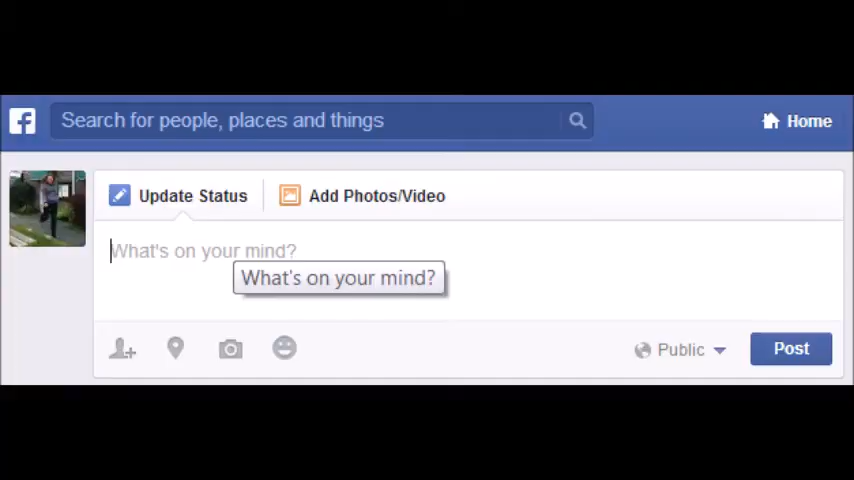 f Search for people, places and things Home
Update Status Add Photos/Video
What's on your mind?
What's on your mind?
Public Post